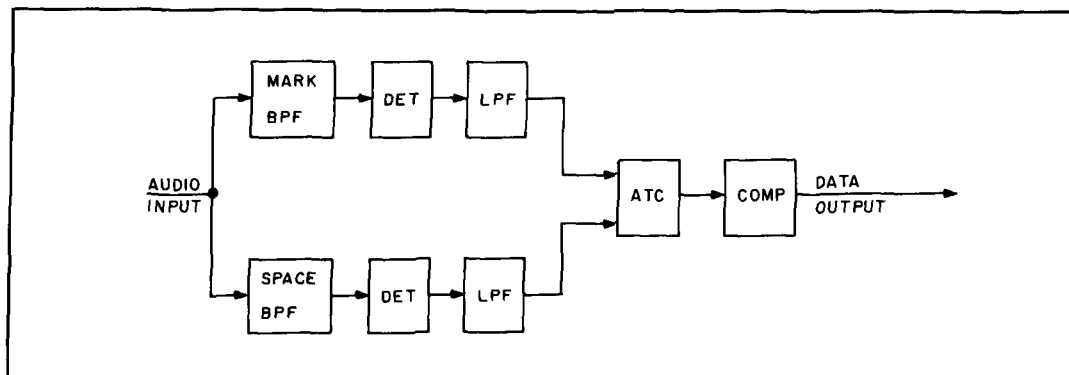 MARK
BPF
DET
LPF
AUDIO
INPUT
ATC
COMP
DATA
OUTPUT
SPACE
BPF
DET
LPF